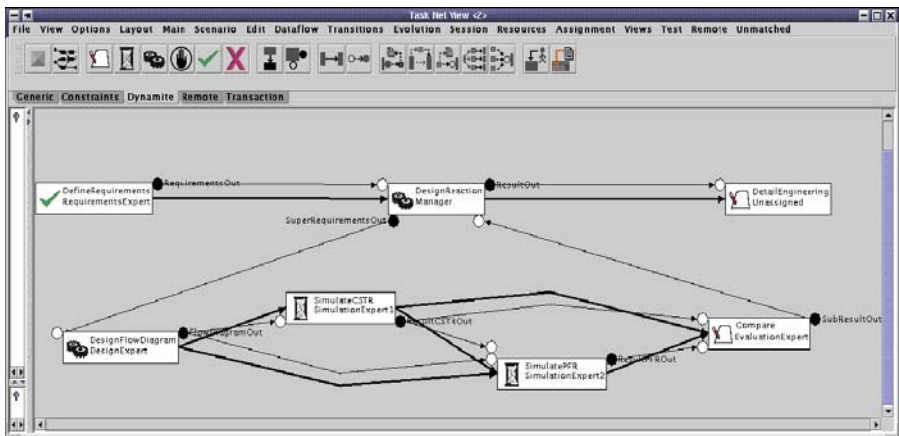 Task Net View <2>
File View Options Layout Main Scenario Edit Dataflow Transitions Evolution Session Resources Assignment Views Test Remote Unmatched
Generic Constraints Dynamite Remote Transaction
DefineRequirements
RequirementsExpert
RequirementsOut
DesignReaction
Manager
ResultOut
DetailEngineering
Unassigned
SuperRequirementsOut
SimulateCSTR
SimulationExpert1
ResultCSTROut
DesignFlowDiagram
DesignExpert
FlowDiagramOut
SimulatePFR
SimulationExpert2
ResultPFROut
Compare
EvaluationExpert
SubResultOut